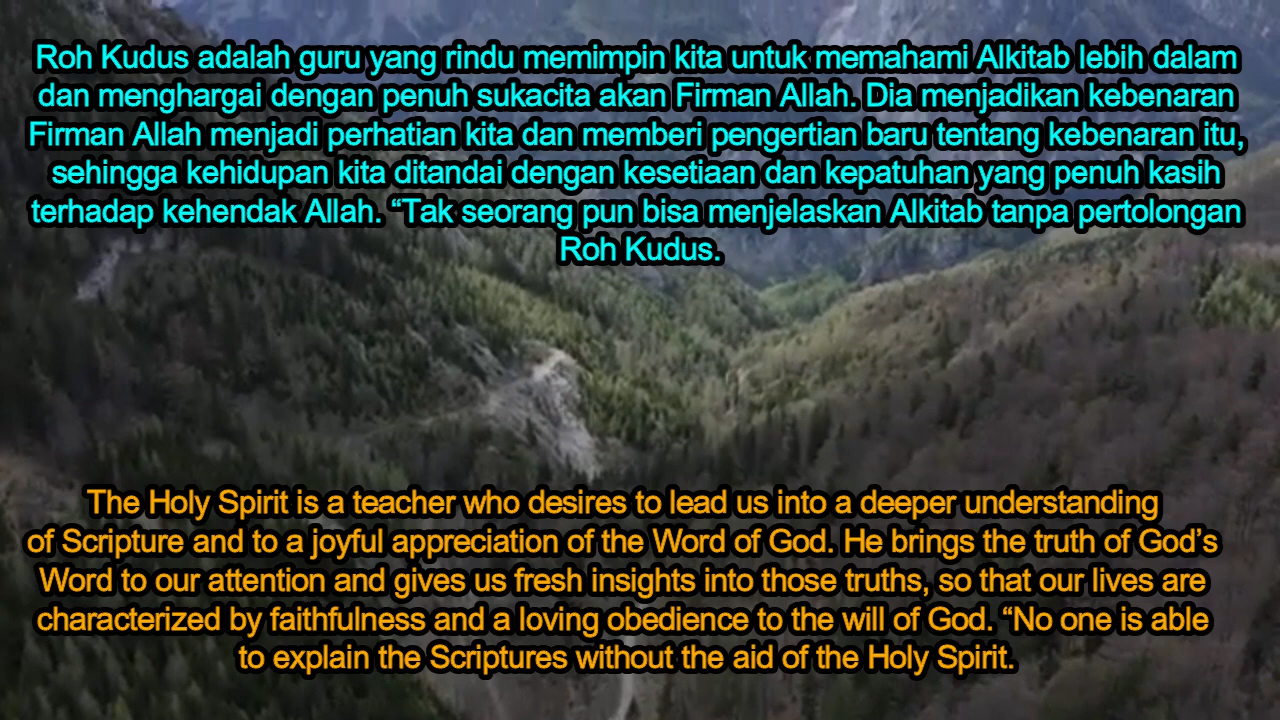 Roh Kudus adalah guru yang rindu memimpin kita untuk memahami Alkitab lebih dalam
dan menghargai dengan penuh sukacita akan Firman Allah. Dia menjadikan kebenaran
Firman Allah menjadi perhatian kita dan memberi pengertian baru tentang kebenaran itu,
sehingga kehidupan kita ditandai dengan kesetiaan dan kepatuhan yang penuh kasih
terhadap kehendak Allah. “Tak seorang pun bisa menjelaskan Alkitab tanpa pertolongan
Roh Kudus.
The Holy Spirit is a teacher who desires to lead us into a deeper understanding
of Scripture and to a joyful appreciation of the Word of God. He brings the truth of God’s
Word to our attention and gives us fresh insights into those truths, so that our lives are
characterized by faithfulness and a loving obedience to the will of God. “No one is able
to explain the Scriptures without the aid of the Holy Spirit.